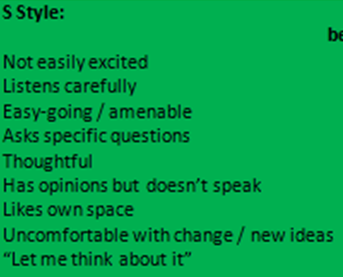 S Style:
be
Not easily excited
Listens carefully
Easy-going / amenable
Asks specific questions
Thoughtful
Has opinions but doesn't speak
Likes own space
Uncomfortable with change / new ideas
“Let me think about it”